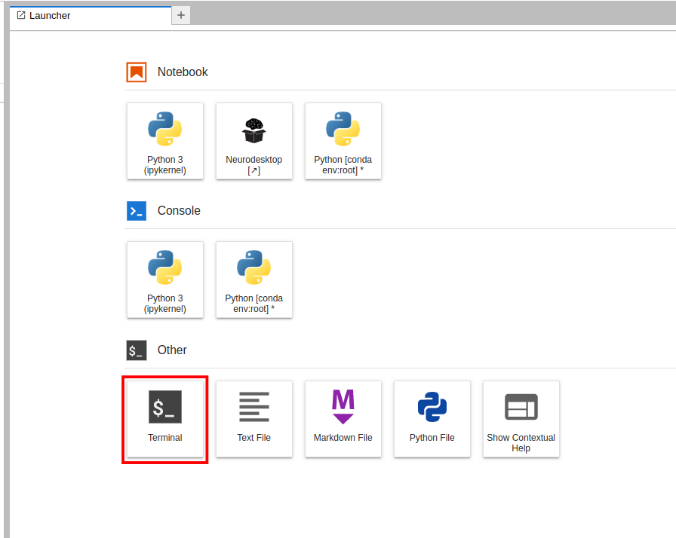 Launcher
+
Notebook
Python 3
(ipykernel)
Neurodesktop
[↗]
Python [conda
env:root] *
Console
Python 3
(ipykernel)
Python [conda
env:root] *
$_ Other
$_
Terminal
Text File
M
Markdown File
Python File
Show Contextual
Help